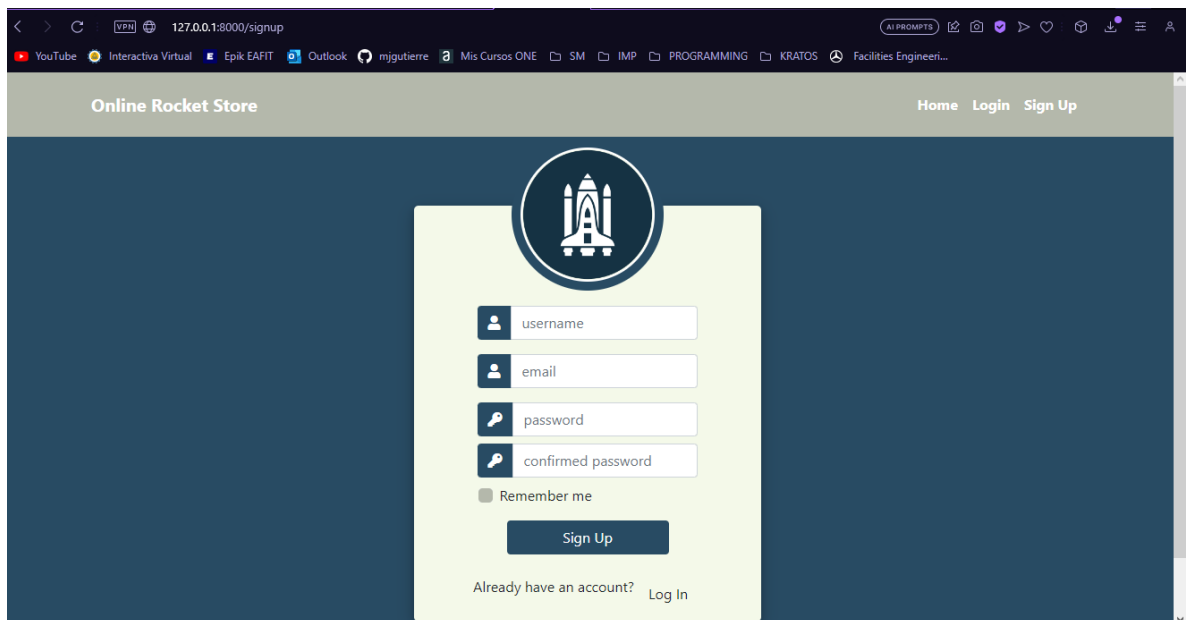 VPN 127.0.0.1:8000/signup AI PROMPTS
YouTube Interactiva Virtual E Epik EAFIT Outlook mjgutierre a Mis Cursos ONE SM IMP PROGRAMMING KRATOS Facilities Engineeri...
Online Rocket Store Home Login Sign Up
username
email
password
confirmed password
Remember me
Sign Up
Already have an account? Log In